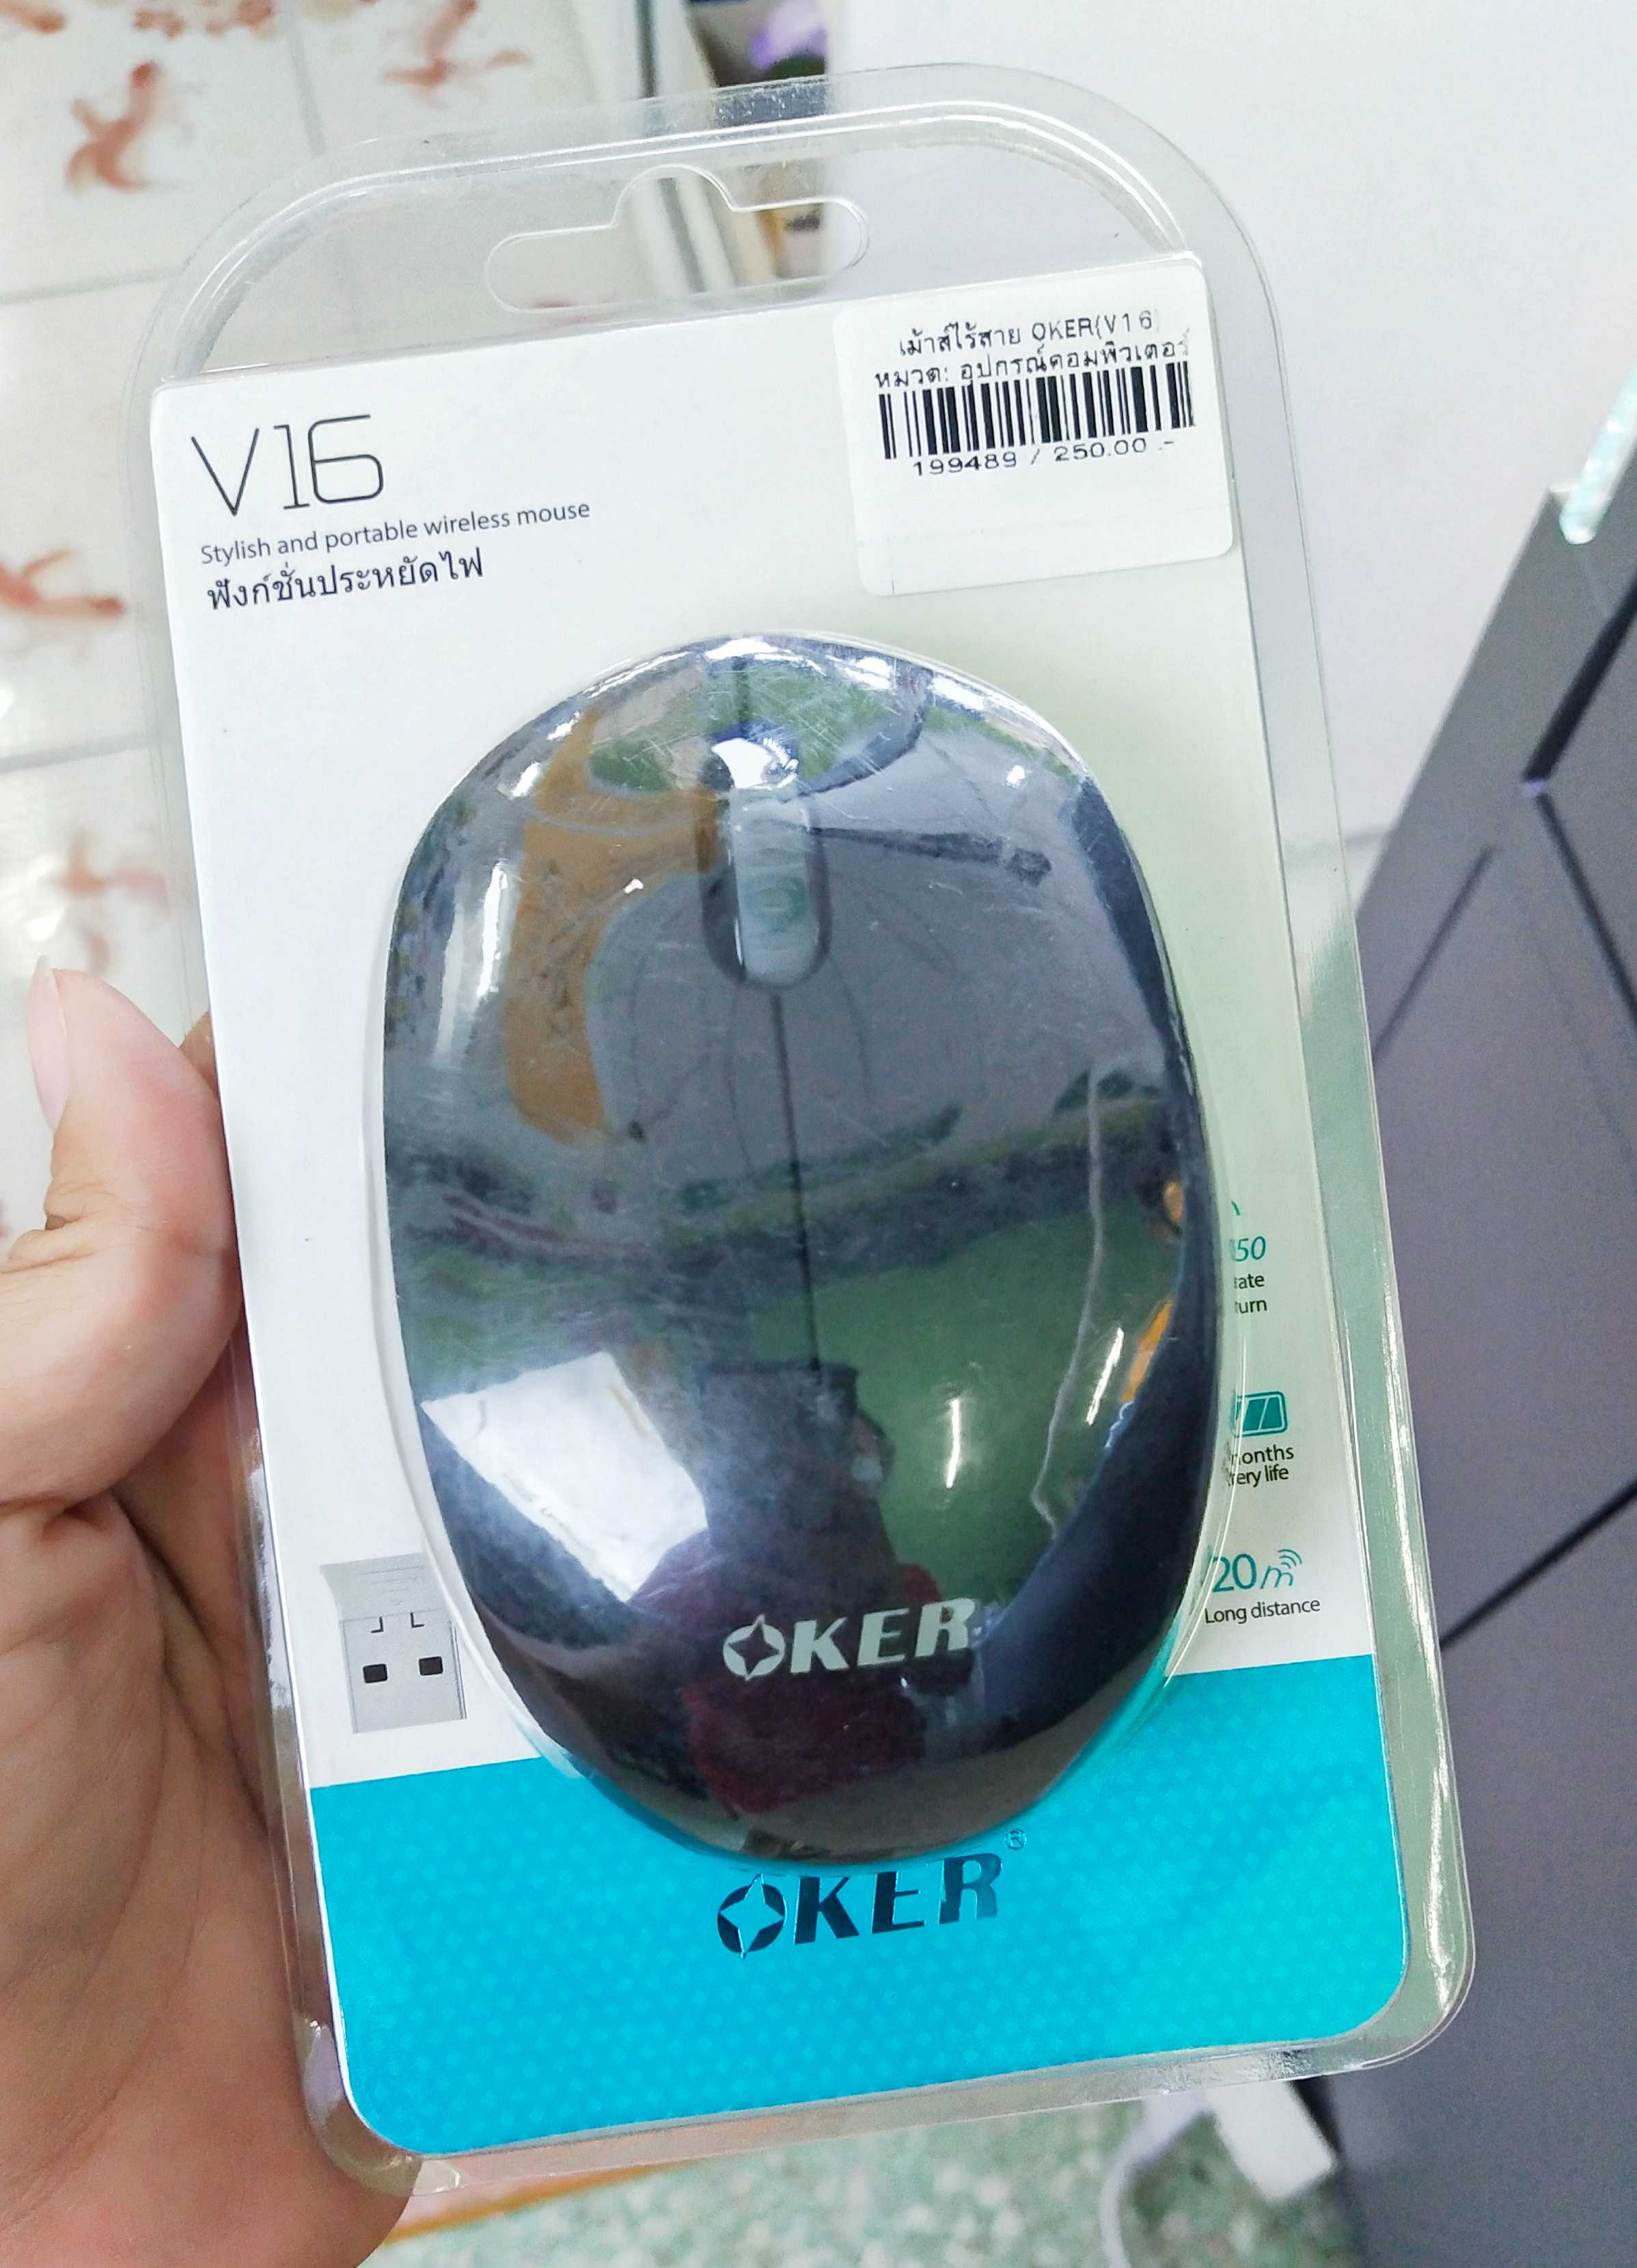 เม้าส์ไร้สาย OKER(V16)
หมวด: อุปกรณ์คอมพิวเตอร์
199489 / 250.00 .-
V16
Stylish and portable wireless mouse
ฟังก์ชั่นประหยัดไฟ
50
20m
Long distance
OKER
OKER®